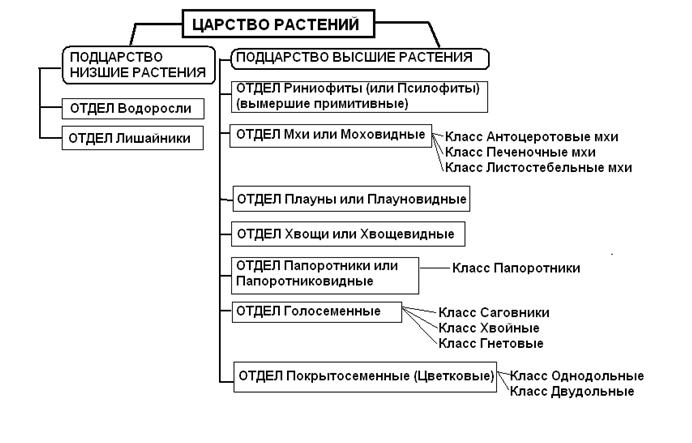 ЦАРСТВО РАСТЕНИЙ
ПОДЦАРСТВО
НИЗШИЕ РАСТЕНИЯ
ОТДЕЛ Водоросли
ОТДЕЛ Лишайники
ПОДЦАРСТВО ВЫСШИЕ РАСТЕНИЯ
ОТДЕЛ Риниофиты (или Псилофиты)
(вымершие примитивные)
ОТДЕЛ Мхи или Моховидные
Класс Антоцеротовые мхи
Класс Печеночные мхи
Класс Листостебельные мхи
ОТДЕЛ Плауны или Плауновидные
ОТДЕЛ Хвощи или Хвощевидные
ОТДЕЛ Папоротники или
Папоротниковидные
Класс Папоротники
ОТДЕЛ Голосеменные
Класс Саговники
Класс Хвойные
Класс Гнетовые
ОТДЕЛ Покрытосеменные (Цветковые)
Класс Однодольные
Класс Двудольные